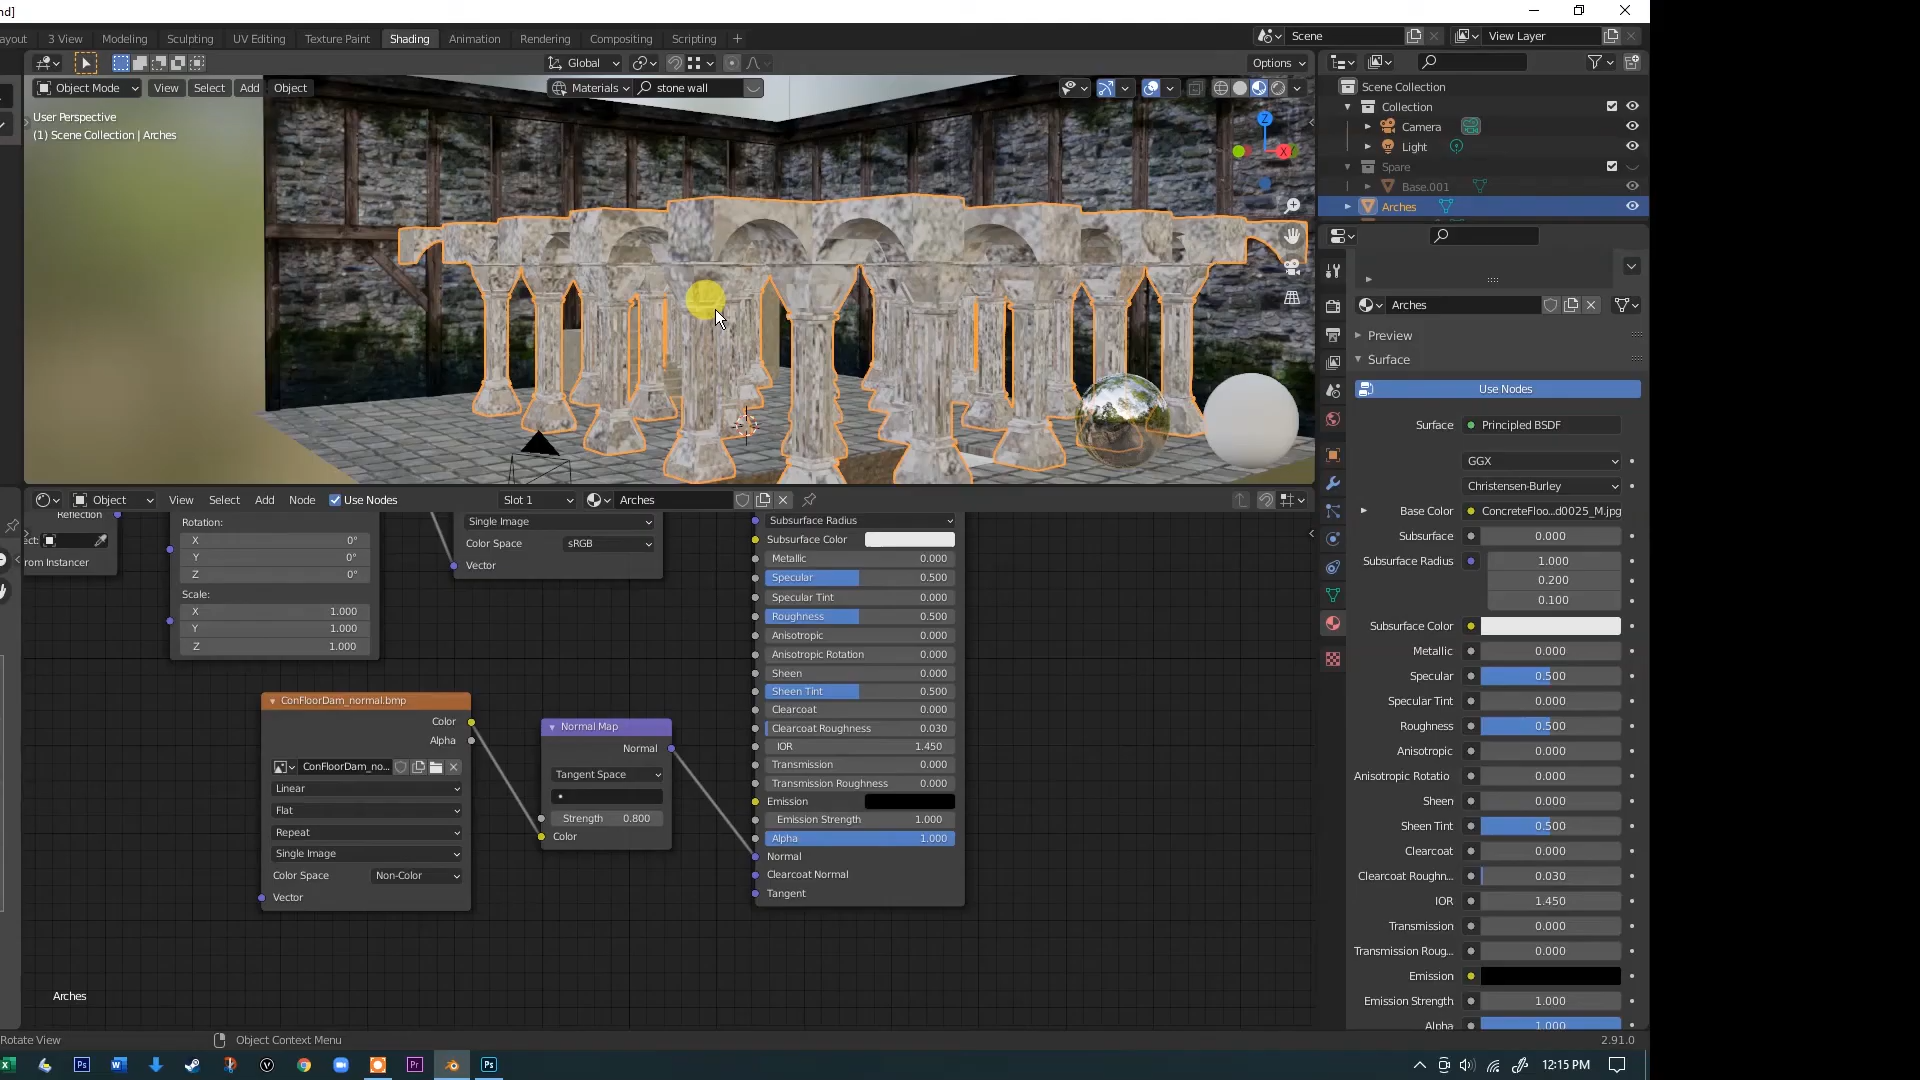 nd]
ayout 3 View Modeling Sculpting UV Editing Texture Paint Shading Animation Rendering Compositing Scripting + Scene View Layer
Global Options
Object Mode View Select Add Object Materials stone wall
User Perspective
(1) Scene Collection | Arches
Z
X
Scene Collection
Collection
Camera
Light
Spare
Base.001
Arches
Arches
Preview
Surface
Use Nodes
Surface Principled BSDF
GGX
Christensen-Burley
Base Color ConcreteFloo...d0025_M.jpg
Subsurface 0.000
Subsurface Radius 1.000
0.200
0.100
Subsurface Color
Metallic 0.000
Specular 0.500
Specular Tint 0.000
Roughness 0.500
Anisotropic 0.000
Anisotropic Rotatio 0.000
Sheen 0.000
Sheen Tint 0.500
Clearcoat 0.000
Clearcoat Roughn... 0.030
IOR 1.450
Transmission 0.000
Transmission Roug... 0.000
Emission
Emission Strength 1.000
Alpha 1.000
Object View Select Add Node Use Nodes Slot 1 Arches
Reflection
ect:
rom Instancer
Rotation:
X 0°
Y 0°
Z 0°
Scale:
X 1.000
Y 1.000
Z 1.000
Single Image
Color Space sRGB
Vector
Subsurface Radius
Subsurface Color
Metallic 0.000
Specular 0.500
Specular Tint 0.000
Roughness 0.500
Anisotropic 0.000
Anisotropic Rotation 0.000
Sheen 0.000
Sheen Tint 0.500
Clearcoat 0.000
Clearcoat Roughness 0.030
IOR 1.450
Transmission 0.000
Transmission Roughness 0.000
Emission
Emission Strength 1.000
Alpha 1.000
Normal
Clearcoat Normal
Tangent
ConFloorDam_normal.bmp
Color
Alpha
ConFloorDam_no...
Linear
Flat
Repeat
Single Image
Color Space Non-Color
Vector
Normal Map
Normal
Tangent Space
Strength 0.800
Color
Arches
Rotate View Object Context Menu 2.91.0
12:15 PM